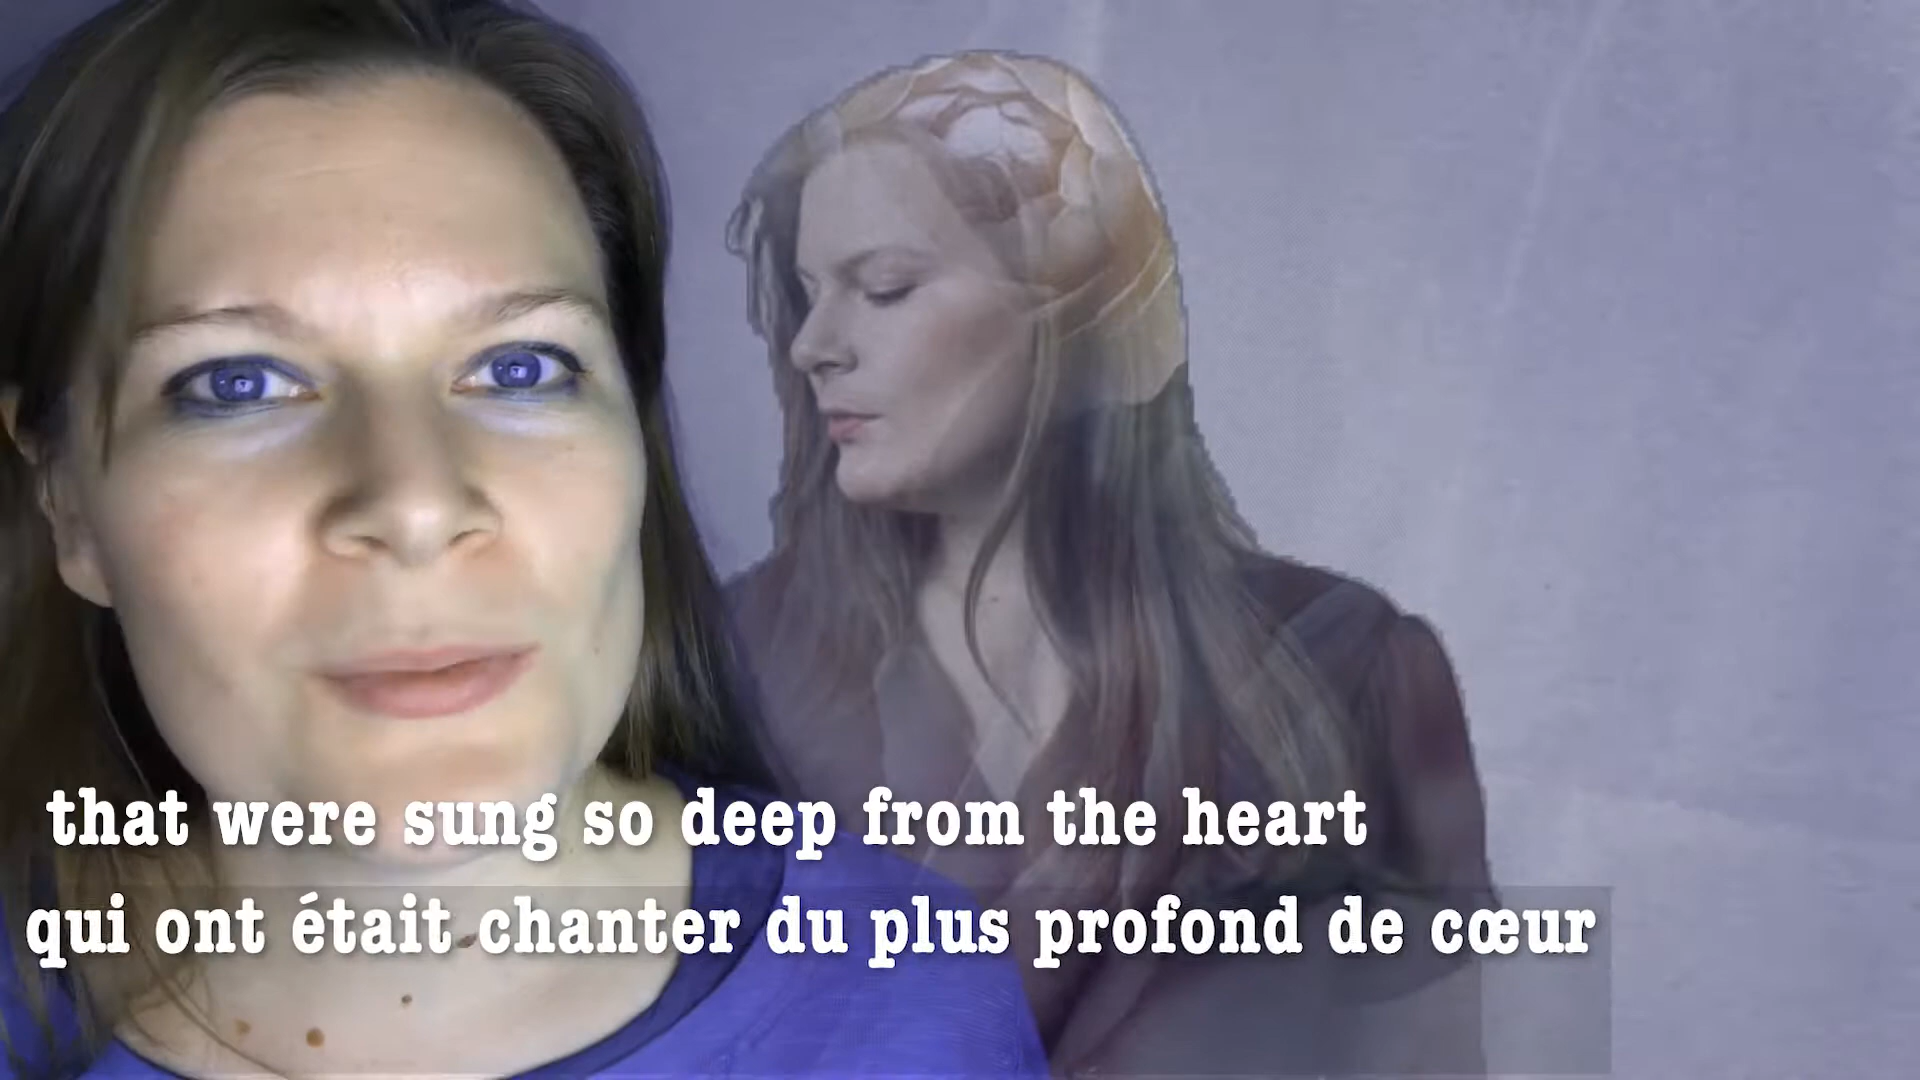 that were sung so deep from the heart
qui ont était chanter du plus profond de cœur